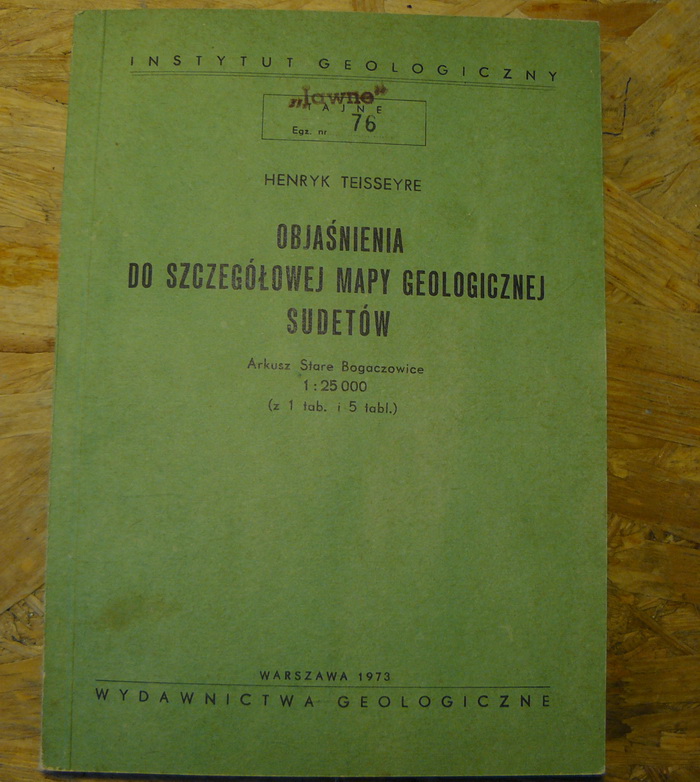 INSTYTUT GEOLOGICZNY
„Jawne”
TAJNE
Egz. nr 76
HENRYK TEISSEYRE
OBJAŚNIENIA
DO SZCZEGÓŁOWEJ MAPY GEOLOGICZNEJ
SUDETÓW
Arkusz Stare Bogaczowice
1 : 25 000
(z 1 tab. i 5 tabl.)
WARSZAWA 1973
WYDAWNICTWA GEOLOGICZNE